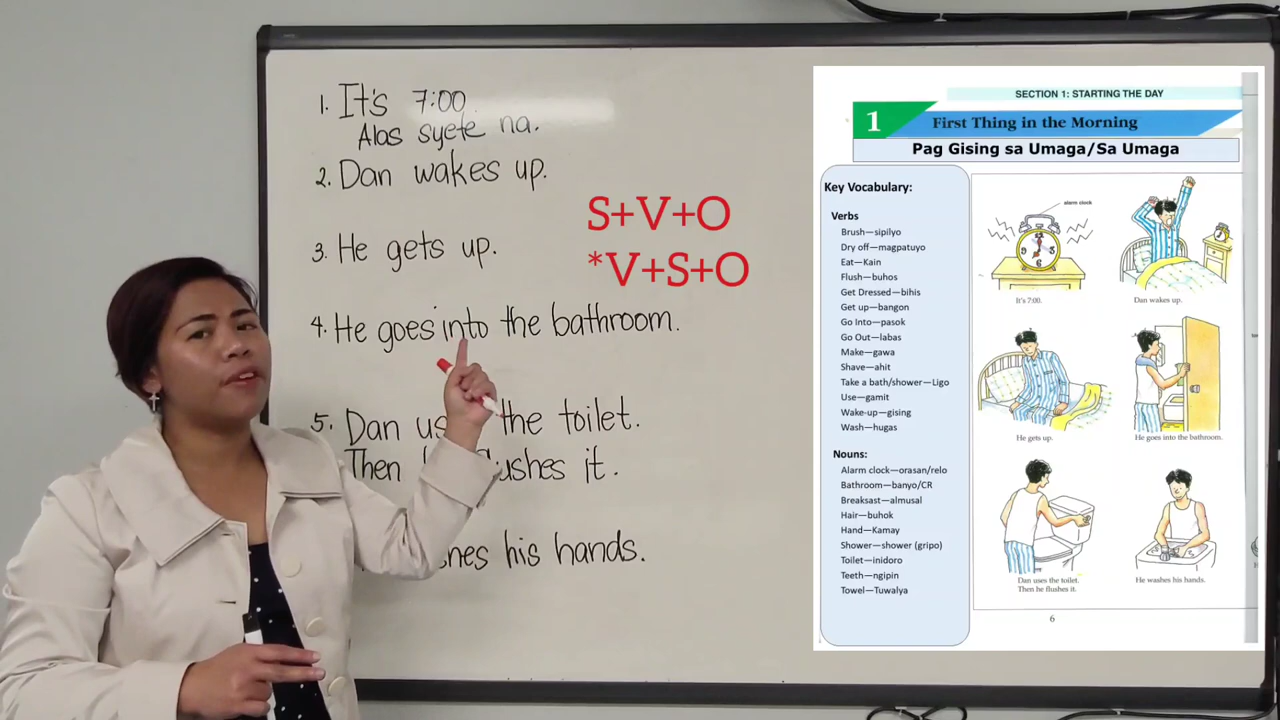 1. It's 7:00
Alas syete na.
2. Dan wakes up.
3. He gets up.
4. He goes into the bathroom.
5. Dan us the toilet.
Then ushes it.
hes his hands.
S+V+O
*V+S+O
SECTION 1: STARTING THE DAY
1 First Thing in the Morning
Pag Gising sa Umaga/Sa Umaga
Key Vocabulary:
Verbs
Brush—sipilyo
Dry off—magpatuyo
Eat—Kain
Flush—buhos
Get Dressed—bihis
Get up—bangon
Go Into—pasok
Go Out—labas
Make—gawa
Shave—ahit
Take a bath/shower—Ligo
Use—gamit
Wake-up—gising
Wash—hugas
Nouns:
Alarm clock—orasan/relo
Bathroom—banyo/CR
Breaksast—almusal
Hair—buhok
Hand—Kamay
Shower—shower (gripo)
Toilet—inidoro
Teeth—ngipin
Towel—Tuwalya
alarm clock
It's 7:00.
Dan wakes up.
He gets up.
He goes into the bathroom.
Dan uses the toilet.
Then he flushes it.
He washes his hands.
6